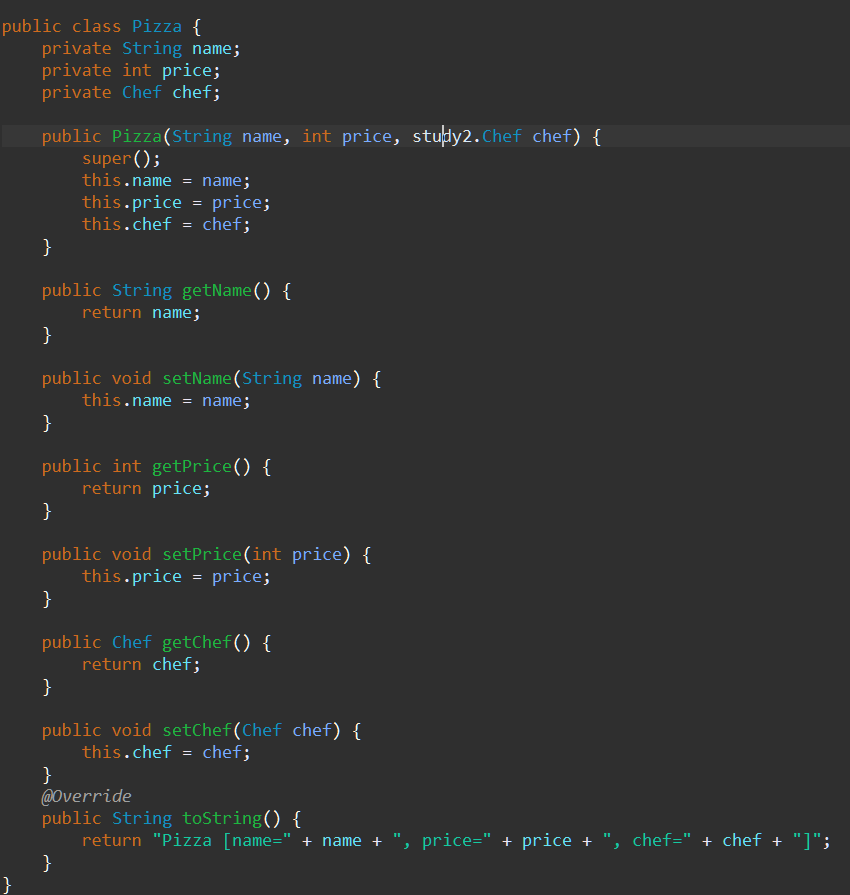 public class Pizza {
    private String name;
    private int price;
    private Chef chef;

    public Pizza(String name, int price, study2.Chef chef) {
        super();
        this.name = name;
        this.price = price;
        this.chef = chef;
    }

    public String getName() {
        return name;
    }

    public void setName(String name) {
        this.name = name;
    }

    public int getPrice() {
        return price;
    }

    public void setPrice(int price) {
        this.price = price;
    }

    public Chef getChef() {
        return chef;
    }

    public void setChef(Chef chef) {
        this.chef = chef;
    }
    @Override
    public String toString() {
        return "Pizza [name=" + name + ", price=" + price + ", chef=" + chef + "]";
    }
}